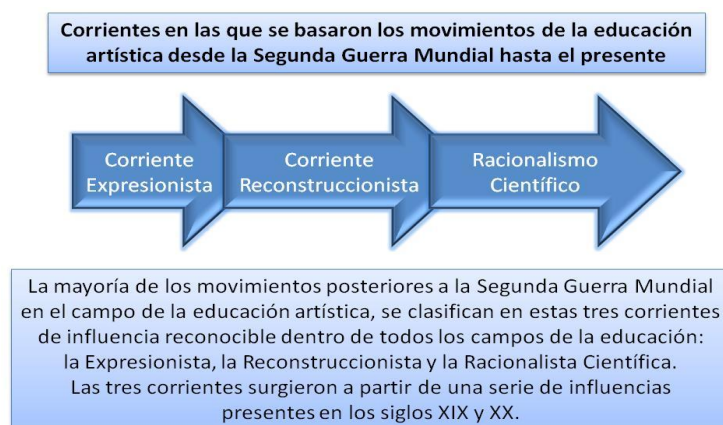 Corrientes en las que se basaron los movimientos de la educación
artística desde la Segunda Guerra Mundial hasta el presente
Corriente
Expresionista
Corriente
Reconstruccionista
Racionalismo
Científico
La mayoría de los movimientos posteriores a la Segunda Guerra Mundial
en el campo de la educación artística, se clasifican en estas tres corrientes
de influencia reconocible dentro de todos los campos de la educación:
la Expresionista, la Reconstruccionista y la Racionalista Científica.
Las tres corrientes surgieron a partir de una serie de influencias
presentes en los siglos XIX y XX.